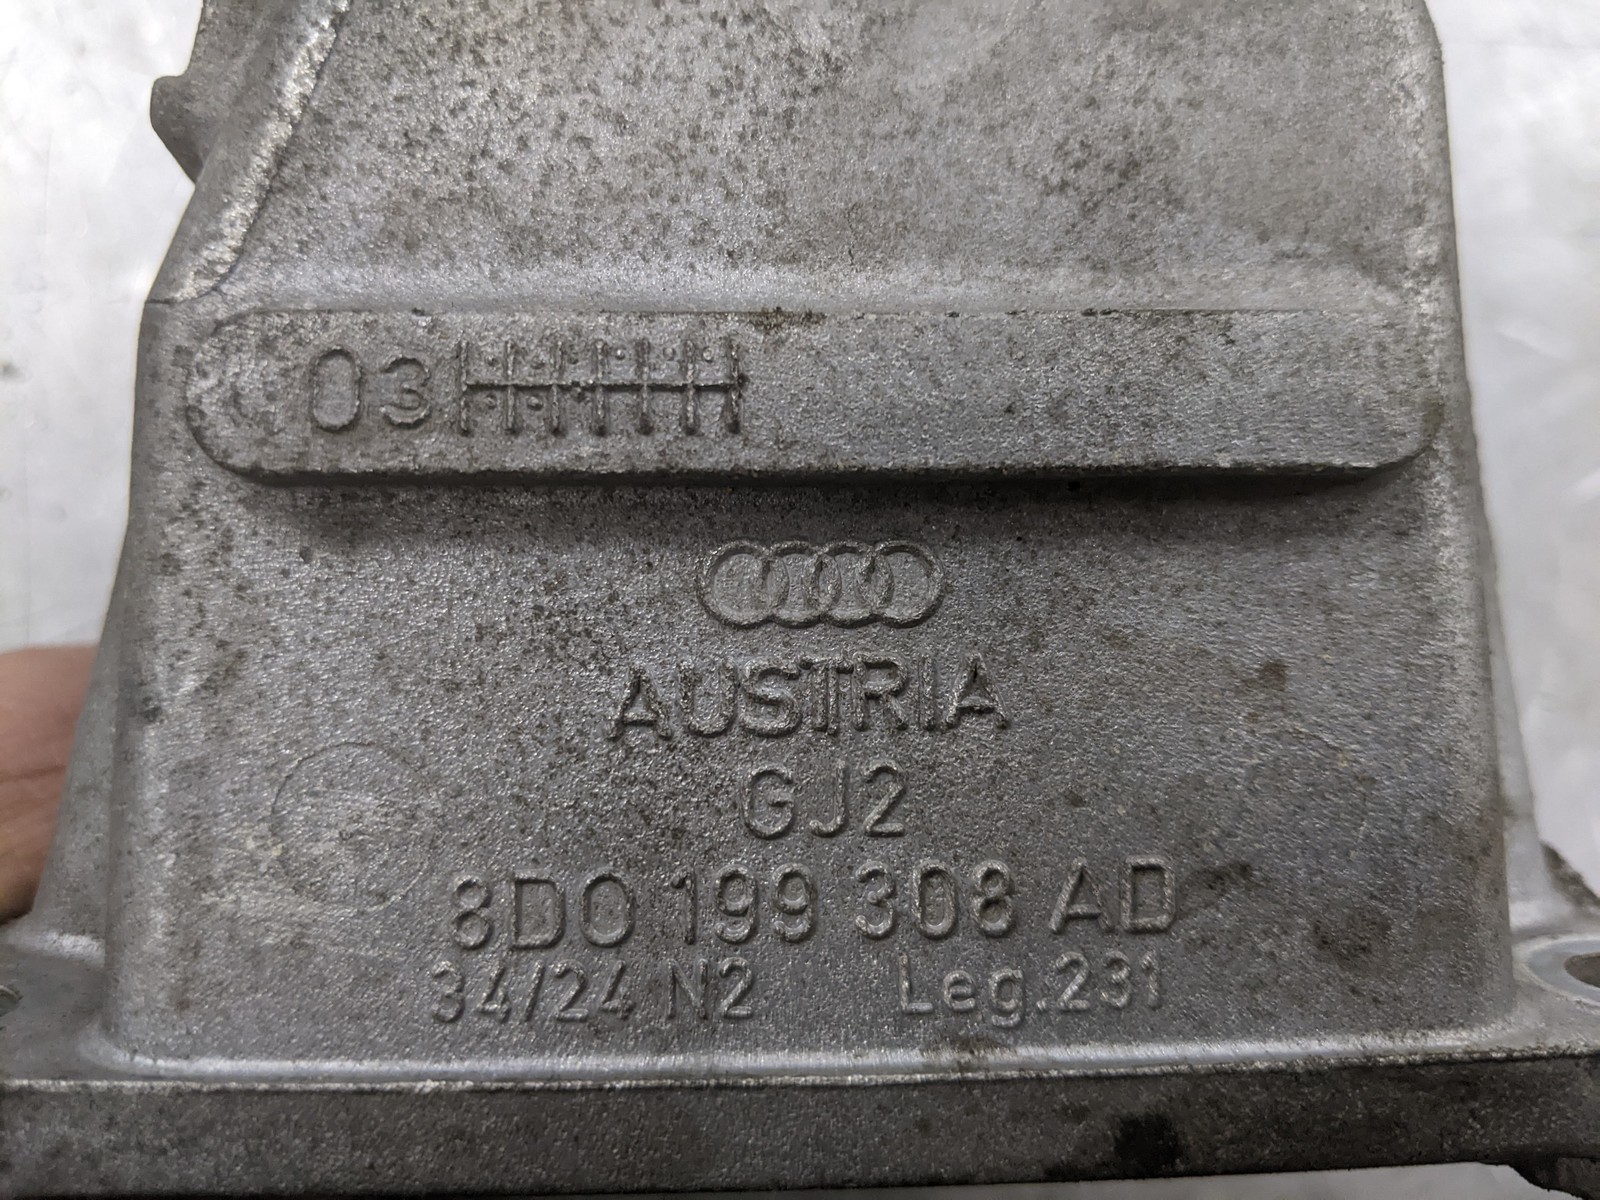 03
AUSTRIA
GJ2
8D0 199 308 AD
34/24 N2 Leg.231